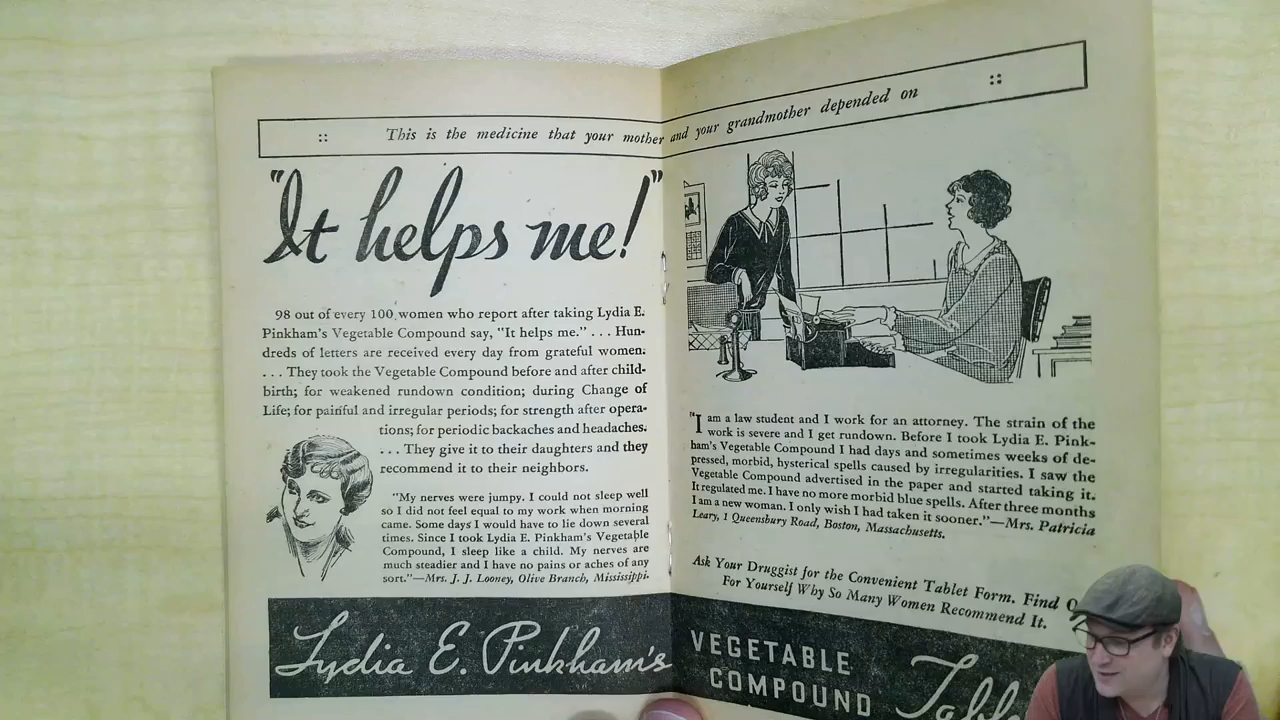 :: This is the medicine that your mother and your grandmother depended on ::
"It helps me!"
98 out of every 100 women who report after taking Lydia E.
Pinkham's Vegetable Compound say, "It helps me." . . . Hun-
dreds of letters are received every day from grateful women.
. . . They took the Vegetable Compound before and after child-
birth; for weakened rundown condition; during Change of
Life; for painful and irregular periods; for strength after opera-
tions; for periodic backaches and headaches.
. . . They give it to their daughters and they
recommend it to their neighbors.
"My nerves were jumpy. I could not sleep well
so I did not feel equal to my work when morning
came. Some days I would have to lie down several
times. Since I took Lydia E. Pinkham's Vegetable
Compound, I sleep like a child. My nerves are
much steadier and I have no pains or aches of any
sort."—Mrs. J. J. Looney, Olive Branch, Mississippi.
"I am a law student and I work for an attorney. The strain of the
work is severe and I get rundown. Before I took Lydia E. Pink-
ham's Vegetable Compound I had days and sometimes weeks of de-
pressed, morbid, hysterical spells caused by irregularities. I saw the
Vegetable Compound advertised in the paper and started taking it.
It regulated me. I have no more morbid blue spells. After three months
I am a new woman. I only wish I had taken it sooner."—Mrs. Patricia
Leary, 1 Queensbury Road, Boston, Massachusetts.
Ask Your Druggist for the Convenient Tablet Form. Find
For Yourself Why So Many Women Recommend It.
Lydia E. Pinkham's
VEGETABLE
COMPOUND